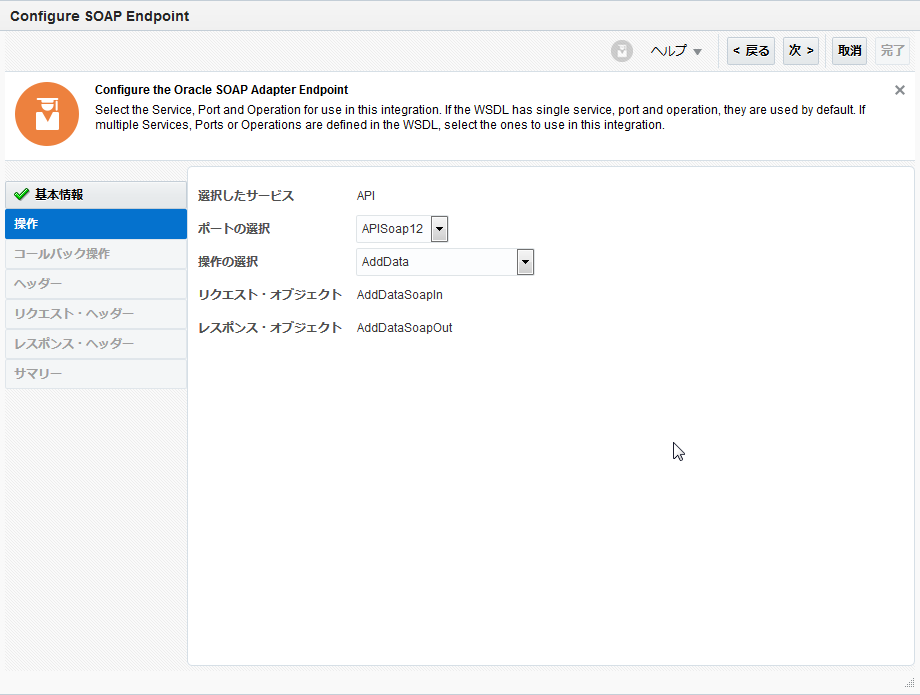 Configure SOAP Endpoint
ヘルプ
< 戻る
次 >
取消
完了
Configure the Oracle SOAP Adapter Endpoint
Select the Service, Port and Operation for use in this integration. If the WSDL has single service, port and operation, they are used by default. If
multiple Services, Ports or Operations are defined in the WSDL, select the ones to use in this integration.
基本情報
操作
コールバック操作
ヘッダー
リクエスト・ヘッダー
レスポンス・ヘッダー
サマリー
選択したサービス API
ポートの選択 APISoap12
操作の選択 AddData
リクエスト・オブジェクト AddDataSoapIn
レスポンス・オブジェクト AddDataSoapOut